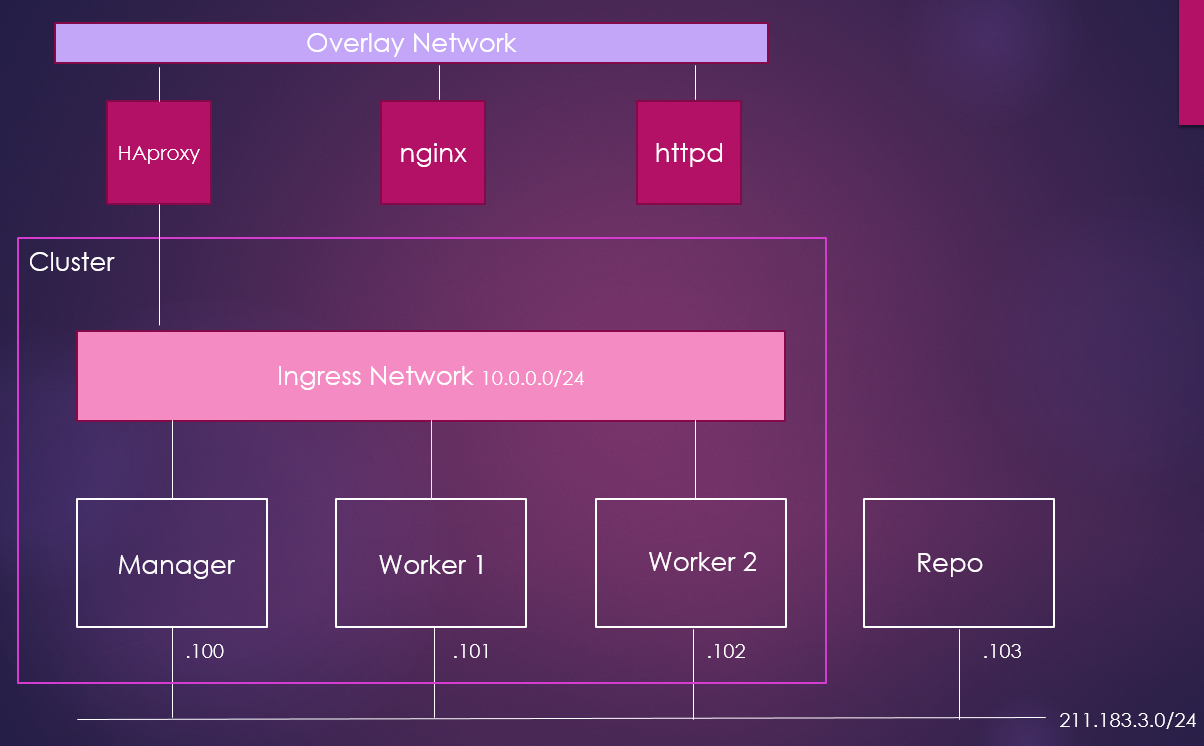 Overlay Network
HAproxy
nginx
httpd
Cluster
Ingress Network 10.0.0.0/24
Manager
Worker 1
Worker 2
Repo
.100
.101
.102
.103
211.183.3.0/24